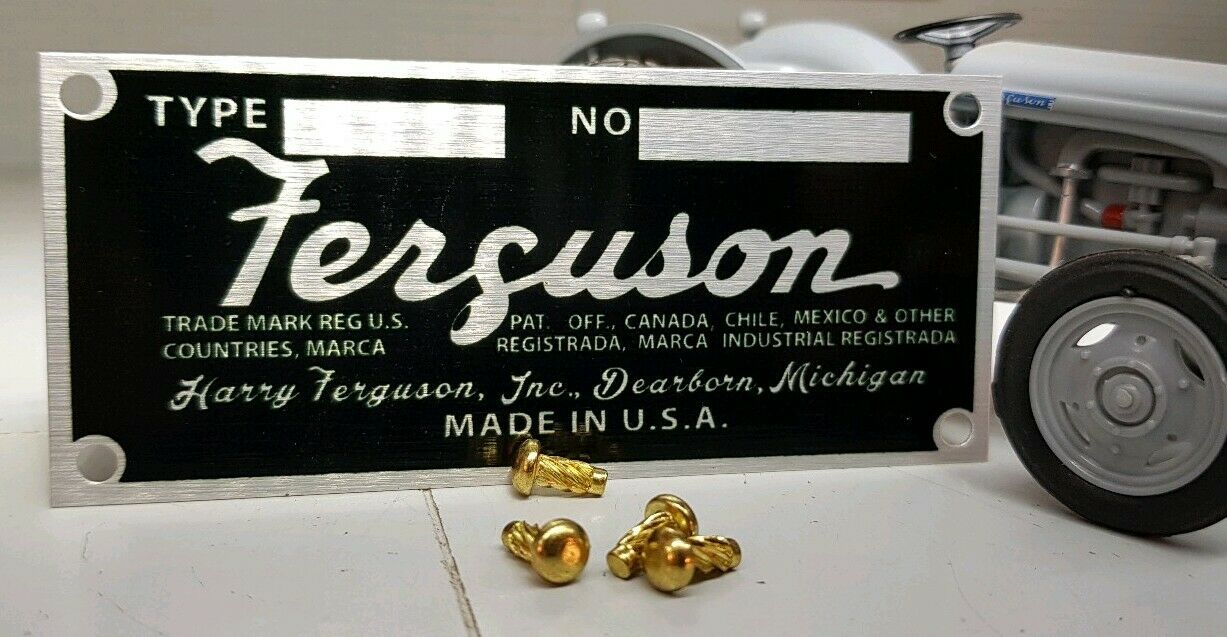 TYPE NO
Ferguson
TRADE MARK REG U.S. PAT. OFF., CANADA, CHILE, MEXICO & OTHER
COUNTRIES, MARCA REGISTRADA, MARCA INDUSTRIAL REGISTRADA
Harry Ferguson, Inc., Dearborn, Michigan
MADE IN U.S.A.